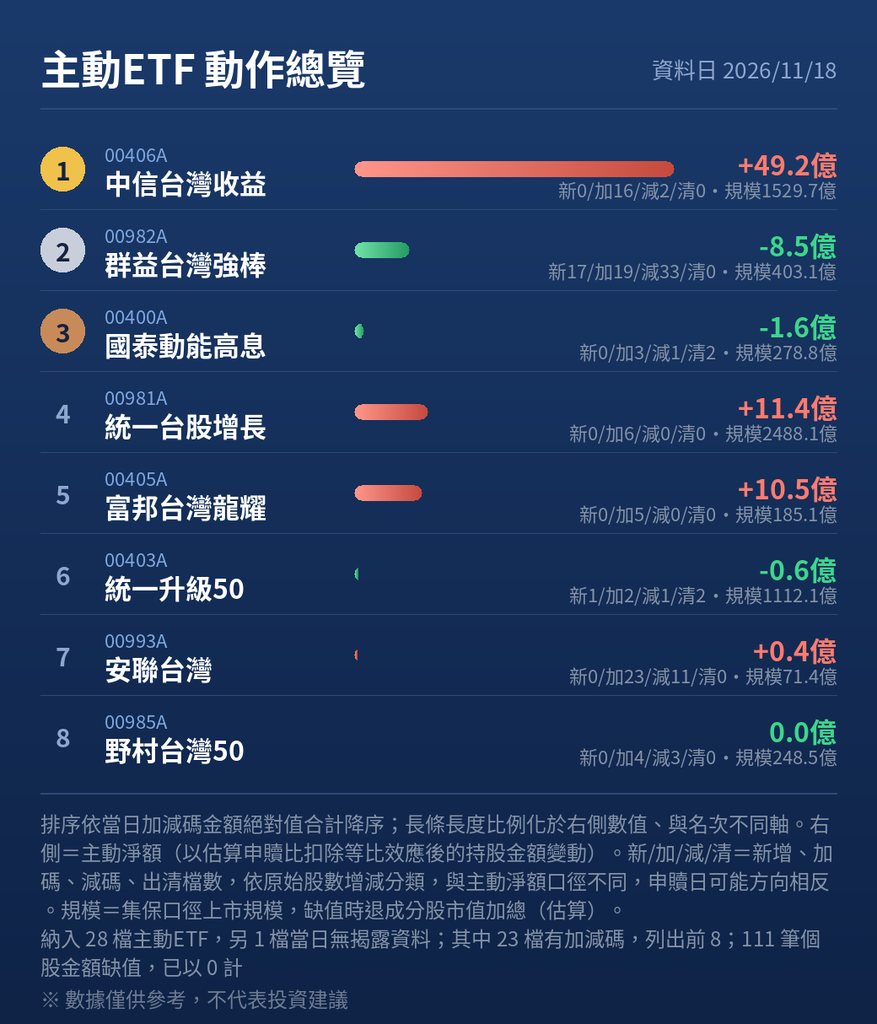 主動ETF 動作總覽
資料日 2026/11/18
1
00406A
中信台灣收益
+49.2億
新0/加16/減2/清0・規模1529.7億
2
00982A
群益台灣強棒
-8.5億
新17/加19/減33/清0・規模403.1億
3
00400A
國泰動能高息
-1.6億
新0/加3/減1/清2・規模278.8億
4
00981A
統一台股增長
+11.4億
新0/加6/減0/清0・規模2488.1億
5
00405A
富邦台灣龍耀
+10.5億
新0/加5/減0/清0・規模185.1億
6
00403A
統一升級50
-0.6億
新1/加2/減1/清2・規模1112.1億
7
00993A
安聯台灣
+0.4億
新0/加23/減11/清0・規模71.4億
8
00985A
野村台灣50
0.0億
新0/加4/減3/清0・規模248.5億
排序依當日加減碼金額絕對值合計降序；長條長度比例化於右側數值、與名次不同軸。右
側＝主動淨額（以估算申贖比扣除等比效應後的持股金額變動）。新/加/減/清＝新增、加
碼、減碼、出清檔數，依原始股數增減分類，與主動淨額口徑不同，申贖日可能方向相反
。規模＝集保口徑上市規模，缺值時退成分股市值加總（估算）。
納入 28 檔主動ETF，另 1 檔當日無揭露資料；其中 23 檔有加減碼，列出前 8；111 筆個
股金額缺值，已以 0 計
※ 數據僅供參考，不代表投資建議